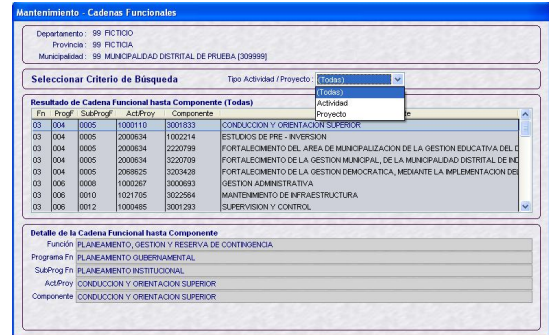 Mantenimiento - Cadenas Funcionales
Departamento : 99 FICTICIO
Provincia : 99 FICTICIA
Municipalidad : 99 MUNICIPALIDAD DISTRITAL DE PRUEBA [309999]
Seleccionar Criterio de Búsqueda Tipo Actividad / Proyecto : (Todas)
(Todas)
Actividad
Proyecto
Resultado de Cadena Funcional hasta Componente (Todas)
Fn ProgF SubProgF Act/Proy Componente
03 004 0005 1000110 3001833 CONDUCCION Y ORIENTACION SUPERIOR
03 004 0005 2000634 1002214 ESTUDIOS DE PRE - INVERSION
03 004 0005 2000634 2220799 FORTALECIMIENTO DEL AREA DE MUNICIPALIZACION DE LA GESTION EDUCATIVA DEL D
03 004 0005 2000634 3220709 FORTALECIMIENTO DE LA GESTION MUNICIPAL, DE LA MUNICIPALIDAD DISTRITAL DE IND
03 004 0005 2068625 3203428 FORTALECIMIENTO DE LA GESTION DEMOCRATICA, MEDIANTE LA IMPLEMENTACION DEL
03 006 0008 1000267 3000693 GESTION ADMINISTRATIVA
03 006 0010 1021705 3022564 MANTENIMIENTO DE INFRAESTRUCTURA
03 006 0012 1000485 3001293 SUPERVISION Y CONTROL
Detalle de la Cadena Funcional hasta Componente
Función PLANEAMIENTO, GESTION Y RESERVA DE CONTINGENCIA
Programa Fn PLANEAMIENTO GUBERNAMENTAL
SubProg Fn PLANEAMIENTO INSTITUCIONAL
Act/Proy CONDUCCION Y ORIENTACION SUPERIOR
Componente CONDUCCION Y ORIENTACION SUPERIOR